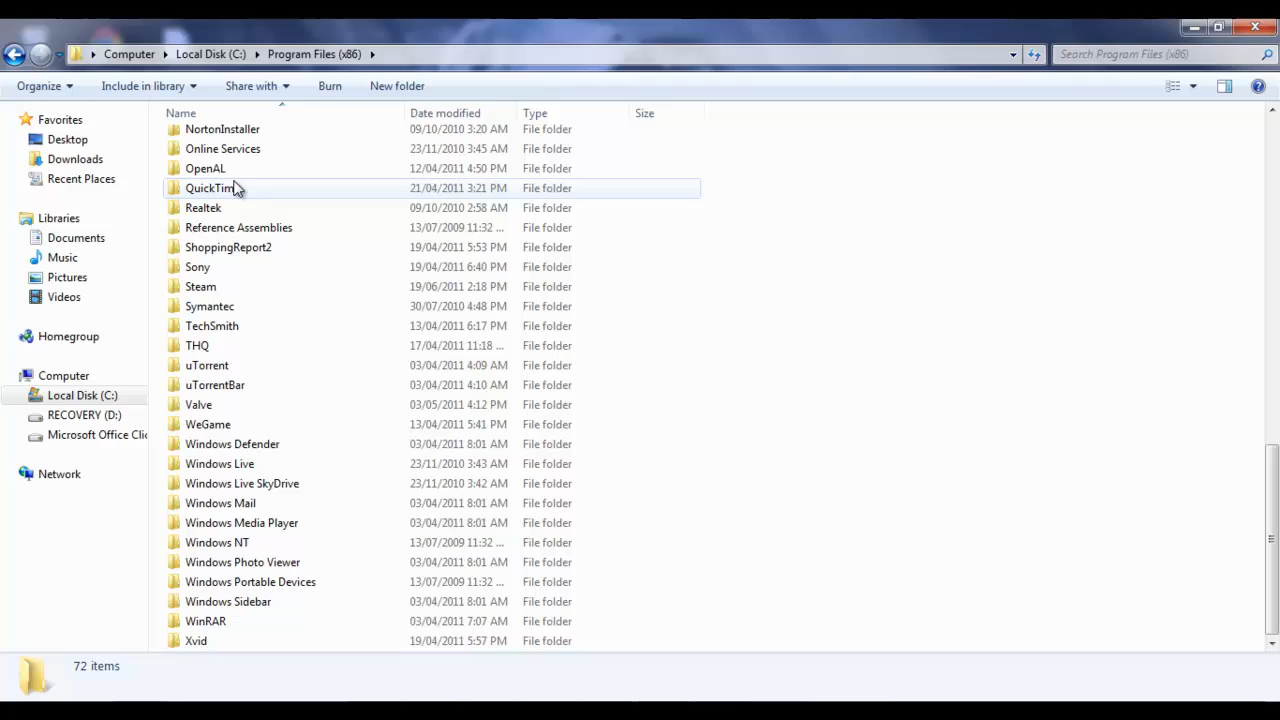 Computer Local Disk (C:) Program Files (x86) Search Program Files (x86)
Organize Include in library Share with Burn New folder
Name Date modified Type Size
Favorites
Desktop
Downloads
Recent Places
Libraries
Documents
Music
Pictures
Videos
Homegroup
Computer
Local Disk (C:)
RECOVERY (D:)
Microsoft Office Clic
Network
NortonInstaller 09/10/2010 3:20 AM File folder
Online Services 23/11/2010 3:45 AM File folder
OpenAL 12/04/2011 4:50 PM File folder
QuickTim 21/04/2011 3:21 PM File folder
Realtek 09/10/2010 2:58 AM File folder
Reference Assemblies 13/07/2009 11:32 ... File folder
ShoppingReport2 19/04/2011 5:53 PM File folder
Sony 19/04/2011 6:40 PM File folder
Steam 19/06/2011 2:18 PM File folder
Symantec 30/07/2010 4:48 PM File folder
TechSmith 13/04/2011 6:17 PM File folder
THQ 17/04/2011 11:18 ... File folder
uTorrent 03/04/2011 4:09 AM File folder
uTorrentBar 03/04/2011 4:10 AM File folder
Valve 03/05/2011 4:12 PM File folder
WeGame 13/04/2011 5:41 PM File folder
Windows Defender 03/04/2011 8:01 AM File folder
Windows Live 23/11/2010 3:43 AM File folder
Windows Live SkyDrive 23/11/2010 3:42 AM File folder
Windows Mail 03/04/2011 8:01 AM File folder
Windows Media Player 03/04/2011 8:01 AM File folder
Windows NT 13/07/2009 11:32 ... File folder
Windows Photo Viewer 03/04/2011 8:01 AM File folder
Windows Portable Devices 13/07/2009 11:32 ... File folder
Windows Sidebar 03/04/2011 8:01 AM File folder
WinRAR 03/04/2011 7:07 AM File folder
Xvid 19/04/2011 5:57 PM File folder
72 items